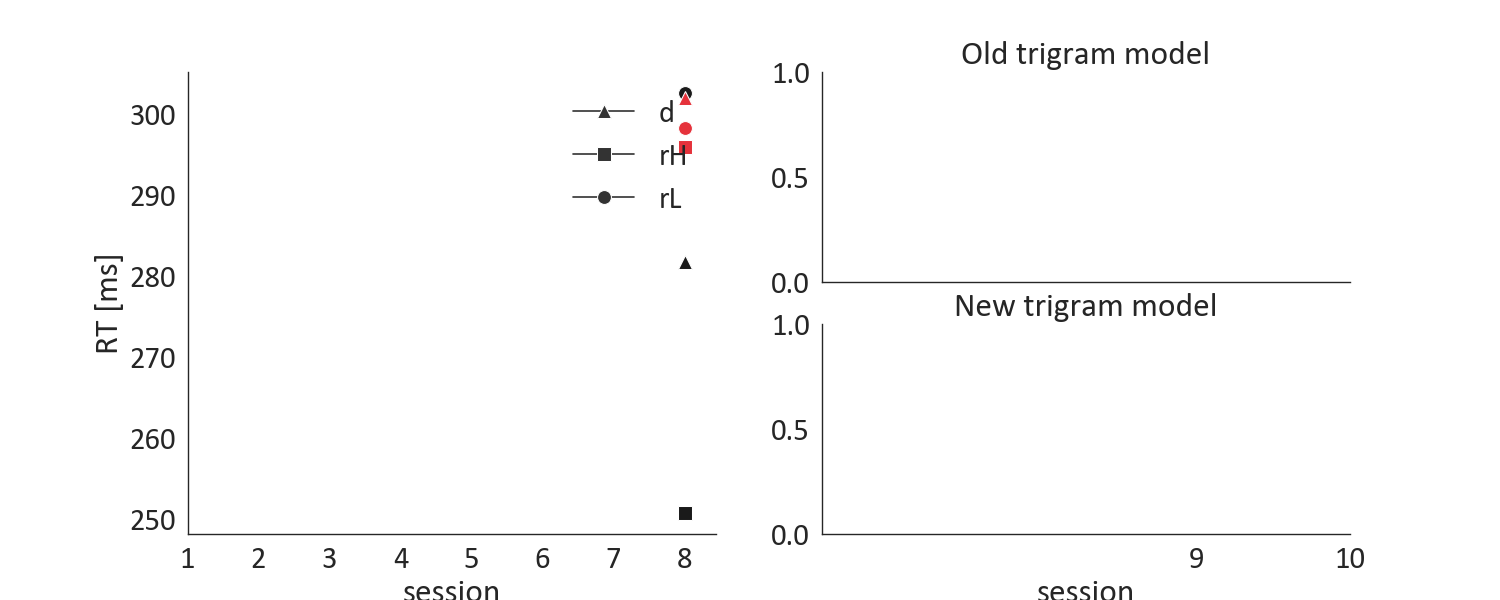 RT [ms]
300
290
280
270
260
250
1 2 3 4 5 6 7 8
session
d
rH
rL
Old trigram model
1.0
0.5
0.0
New trigram model
1.0
0.5
0.0
9 10
session